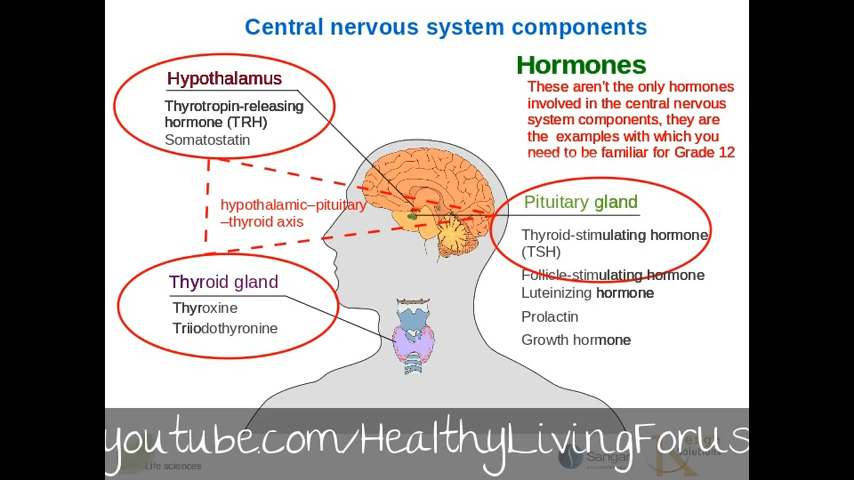 Central nervous system components
Hypothalamus
Thyrotropin-releasing
hormone (TRH)
Somatostatin
Hormones
These aren't the only hormones
involved in the central nervous
system components, they are
the examples with which you
need to be familiar for Grade 12
hypothalamic–pituitary
–thyroid axis
Pituitary gland
Thyroid-stimulating hormone
(TSH)
Follicle-stimulating hormone
Luteinizing hormone
Prolactin
Growth hormone
Thyroid gland
Thyroxine
Triiodothyronine
youtube.com/HealthyLivingForus
Life sciences